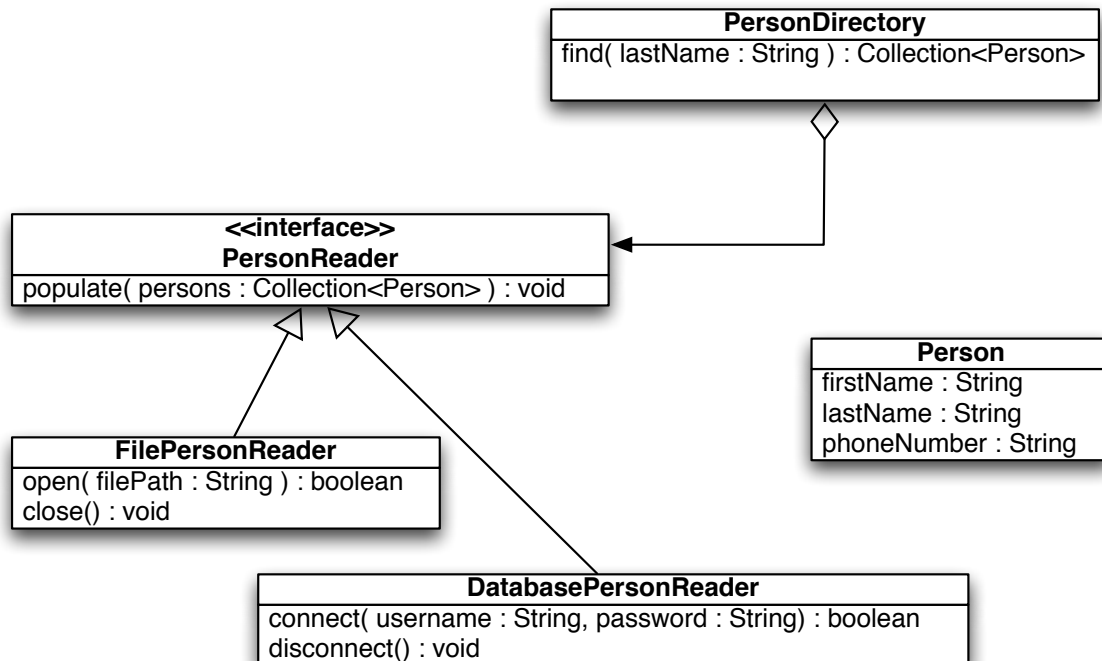 PersonDirectory
find( lastName : String ) : Collection<Person>
<<interface>>
PersonReader
populate( persons : Collection<Person> ) : void
Person
firstName : String
lastName : String
phoneNumber : String
FilePersonReader
open( filePath : String ) : boolean
close() : void
DatabasePersonReader
connect( username : String, password : String) : boolean
disconnect() : void